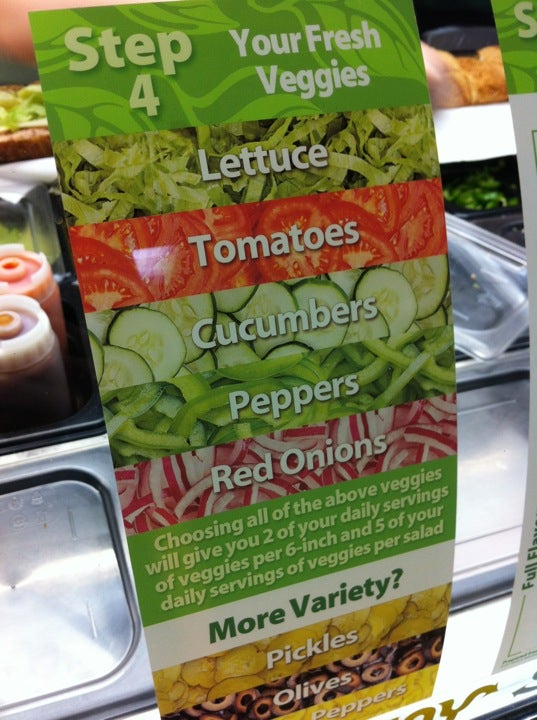 Step
4
Your Fresh
Veggies
Lettuce
Tomatoes
Cucumbers
Peppers
Red Onions
Choosing all of the above veggies
will give you 2 of your daily servings
of veggies per 6-inch and 5 of your
daily servings of veggies per salad
More Variety?
Pickles
Olives
Peppers
S
Full